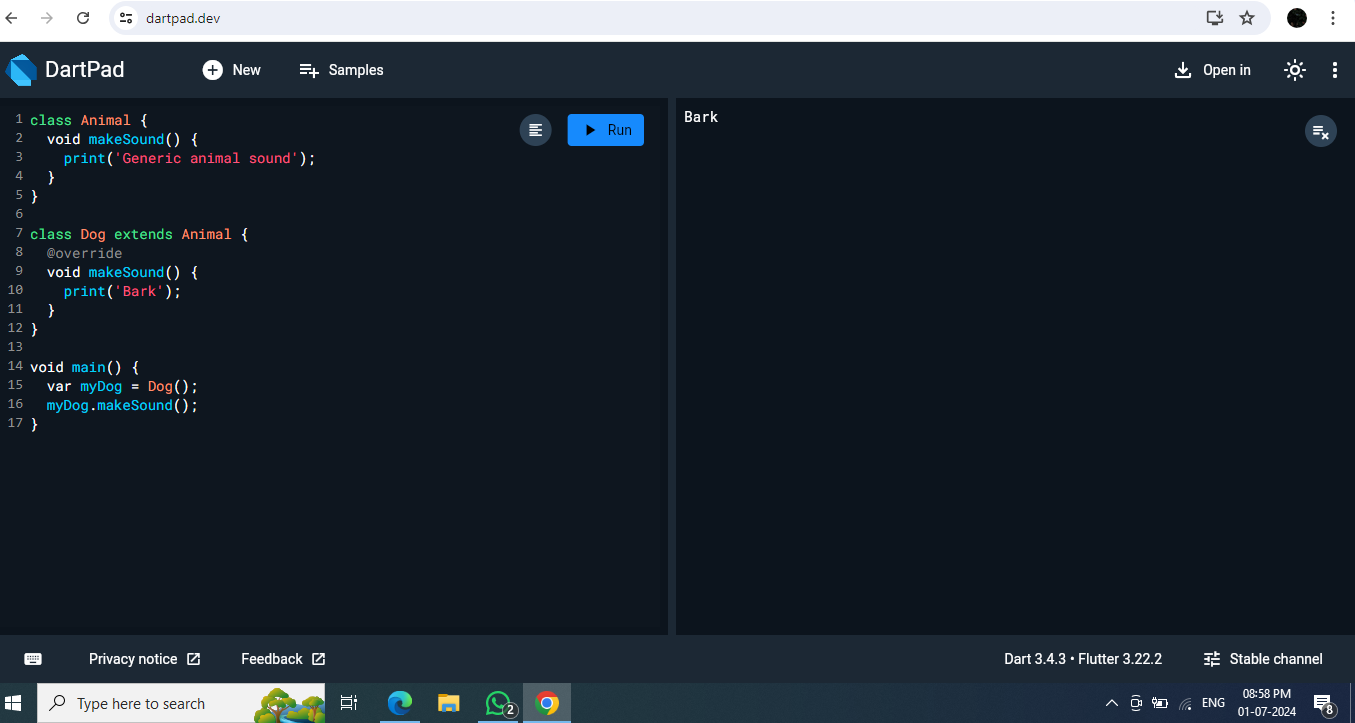 dartpad.dev
DartPad New Samples Open in
1 class Animal {
2   void makeSound() {
3     print('Generic animal sound');
4   }
5 }
6
7 class Dog extends Animal {
8   @override
9   void makeSound() {
10     print('Bark');
11   }
12 }
13
14 void main() {
15   var myDog = Dog();
16   myDog.makeSound();
17 }
Run
Bark
Privacy notice Feedback Dart 3.4.3 • Flutter 3.22.2 Stable channel
Type here to search 2 ENG 08:58 PM
01-07-2024 8